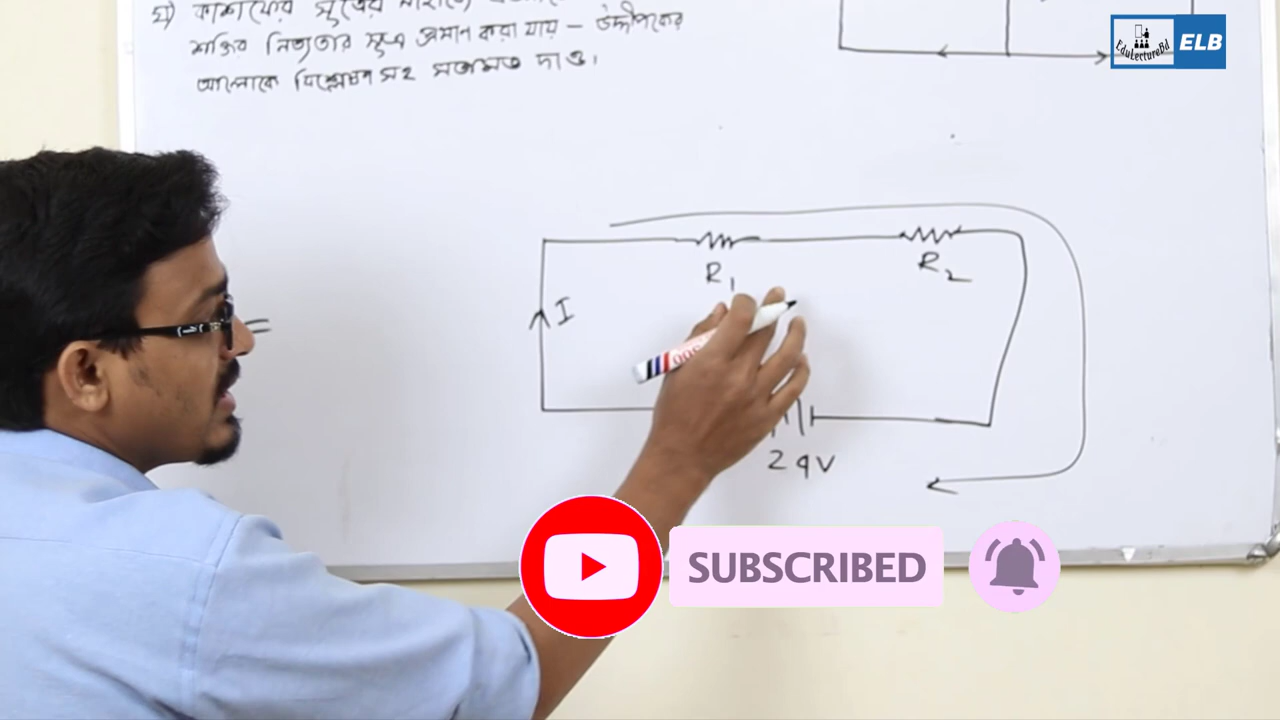 ঘ) কার্শফের সূত্রের সাহায্যে
শক্তির নিত্যতার সূত্র প্রমাণ করা যায় – উদ্দীপকের
আলোকে বিশ্লেষণ সহ মতামত দাও।
EduLectureBd ELB
R1
R2
I
=
24V
SUBSCRIBED